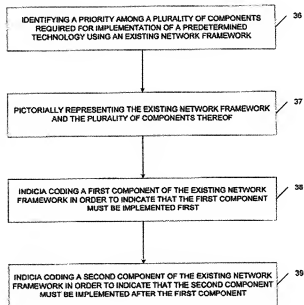 IDENTIFYING A PRIORITY AMONG A PLURALITY OF COMPONENTS
REQUIRED FOR IMPLEMENTATION OF A PREDETERMINED
TECHNOLOGY USING AN EXISTING NETWORK FRAMEWORK
36
PICTORIALLY REPRESENTING THE EXISTING NETWORK FRAMEWORK
AND THE PLURALITY OF COMPONENTS THEREOF
37
INDICIA CODING A FIRST COMPONENT OF THE EXISTING NETWORK
FRAMEWORK IN ORDER TO INDICATE THAT THE FIRST COMPONENT
MUST BE IMPLEMENTED FIRST
38
INDICIA CODING A SECOND COMPONENT OF THE EXISTING NETWORK
FRAMEWORK IN ORDER TO INDICATE THAT THE SECOND COMPONENT
MUST BE IMPLEMENTED AFTER THE FIRST COMPONENT
39